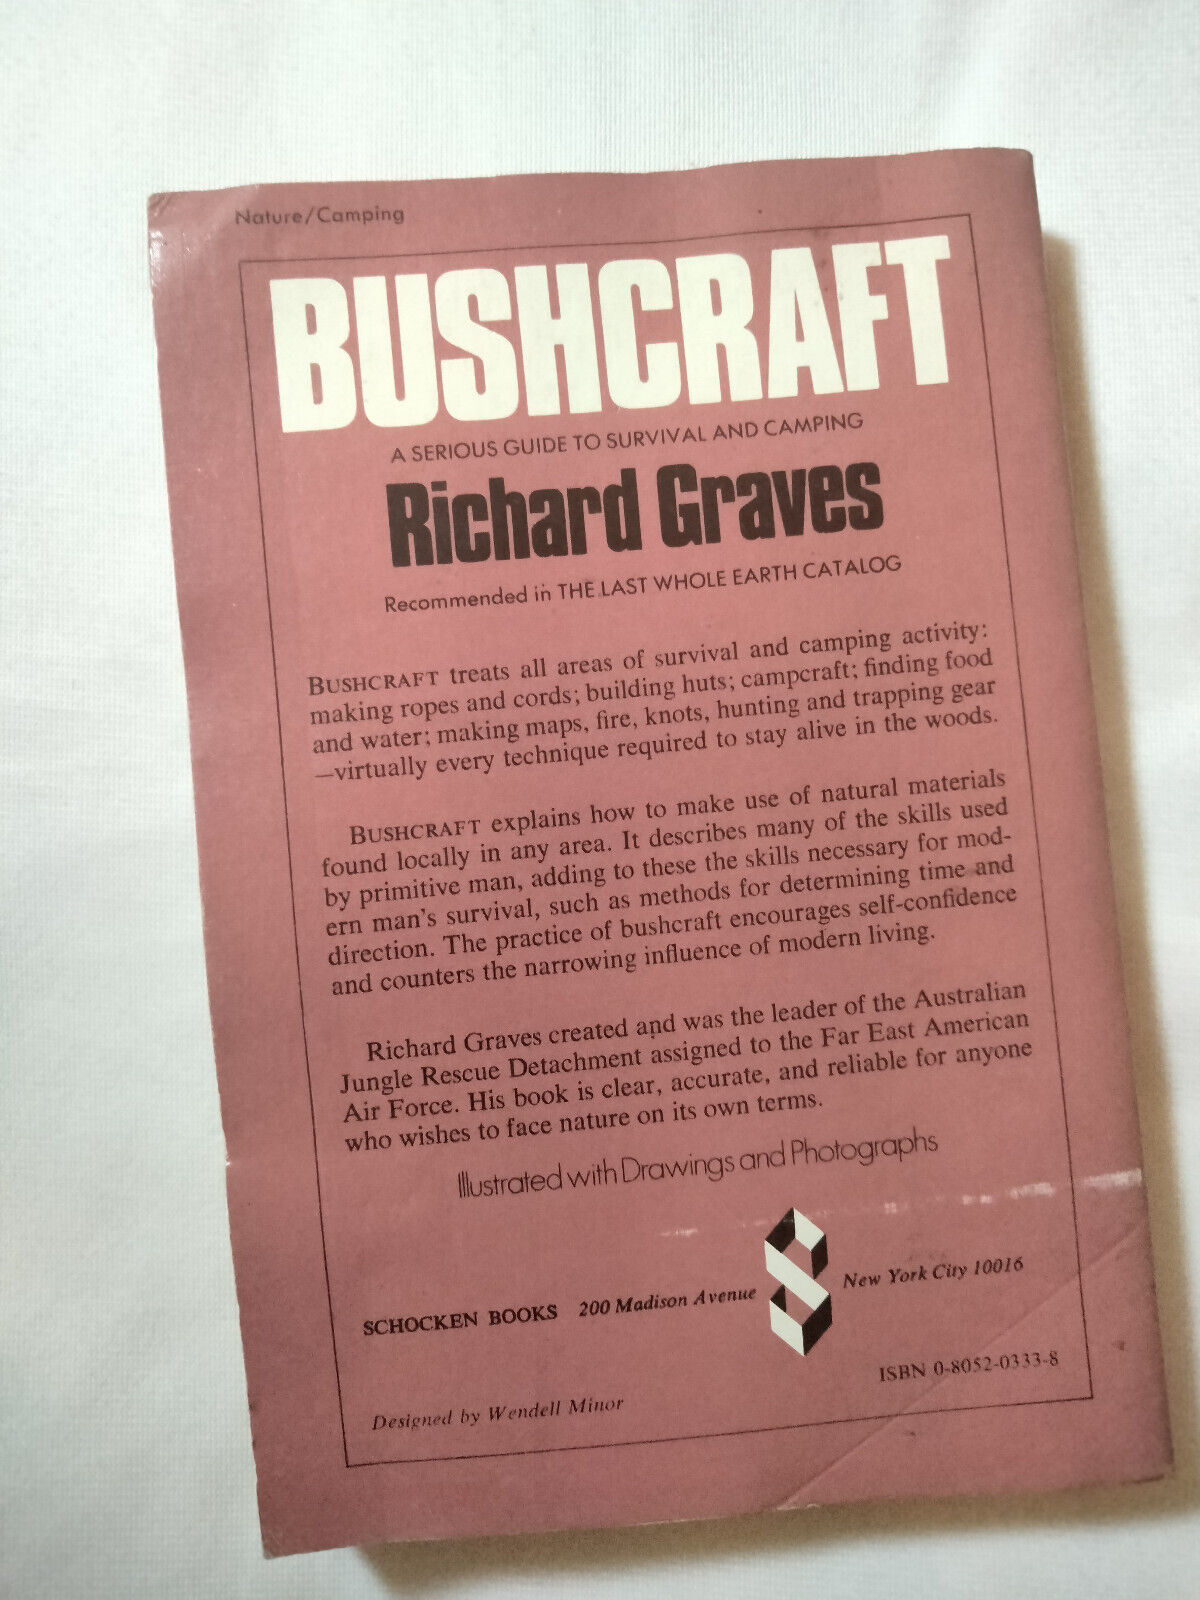 Nature/Camping
BUSHCRAFT
A SERIOUS GUIDE TO SURVIVAL AND CAMPING
Richard Graves
Recommended in THE LAST WHOLE EARTH CATALOG
BUSHCRAFT treats all areas of survival and camping activity:
making ropes and cords; building huts; campcraft; finding food
and water; making maps, fire, knots, hunting and trapping gear
—virtually every technique required to stay alive in the woods.
BUSHCRAFT explains how to make use of natural materials
found locally in any area. It describes many of the skills used
by primitive man, adding to these the skills necessary for mod-
ern man's survival, such as methods for determining time and
direction. The practice of bushcraft encourages self-confidence
and counters the narrowing influence of modern living.
Richard Graves created and was the leader of the Australian
Jungle Rescue Detachment assigned to the Far East American
Air Force. His book is clear, accurate, and reliable for anyone
who wishes to face nature on its own terms.
Illustrated with Drawings and Photographs
SCHOCKEN BOOKS 200 Madison Avenue New York City 10016
ISBN 0-8052-0333-8
Designed by Wendell Minor